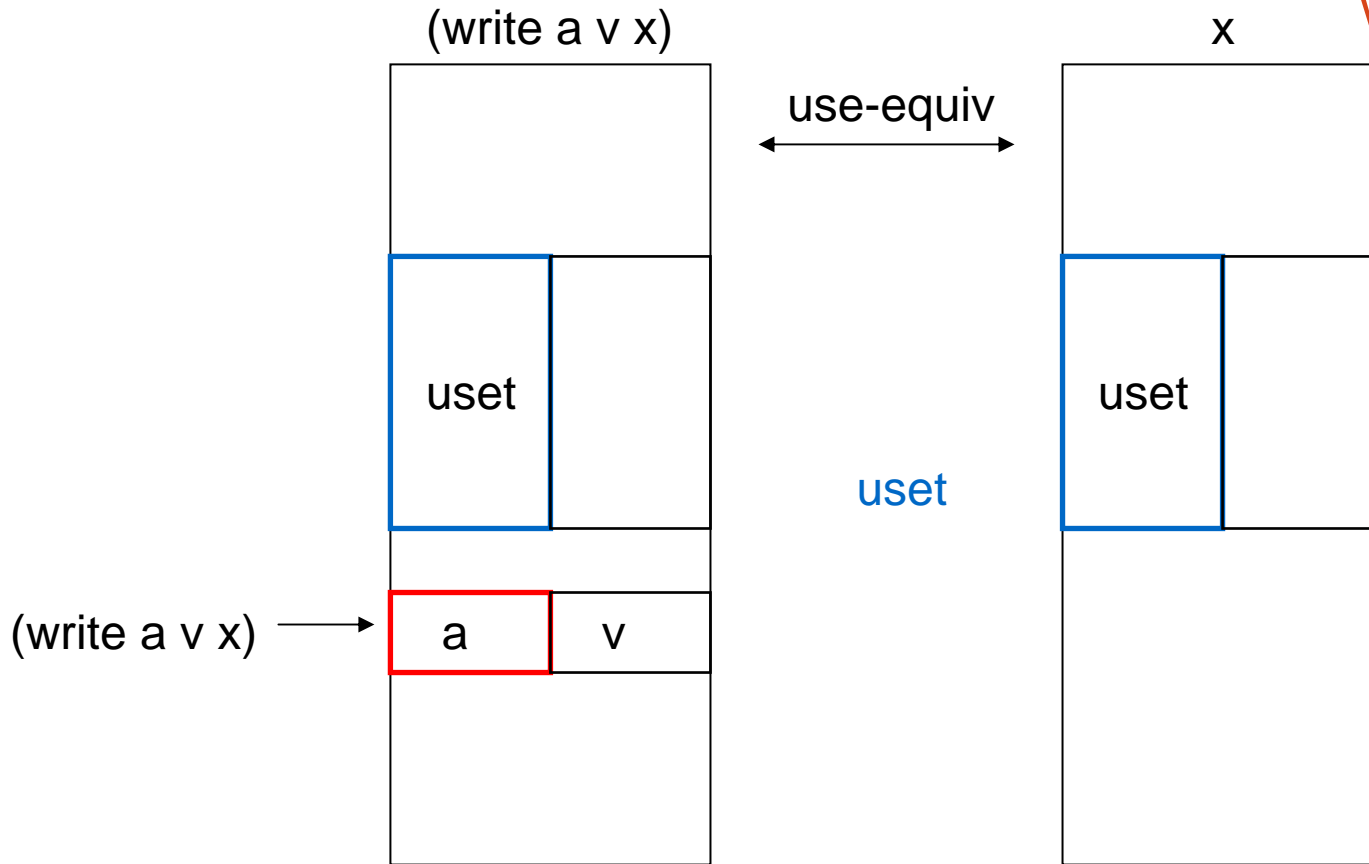 (write a v x)
x
use-equiv
uset
uset
uset
(write a v x)
a
v